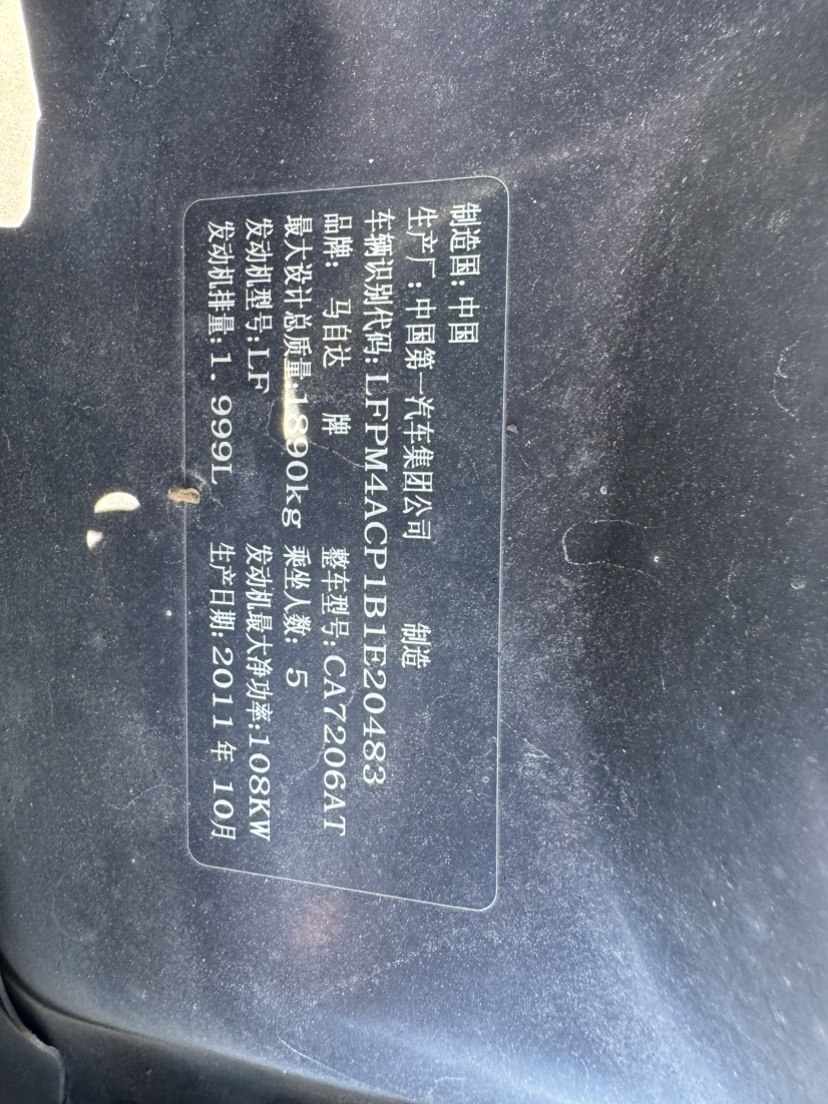 制造国:中国
生产厂:中国第一汽车集团公司 制造
车辆识别代码:LFPM4ACP1B1E20483
品牌: 马自达 牌 整车型号:CA7206AT
最大设计总质量:1890kg 乘坐人数: 5
发动机型号:LF 发动机最大净功率:108KW
发动机排量:1.999L 生产日期:2011年 10月